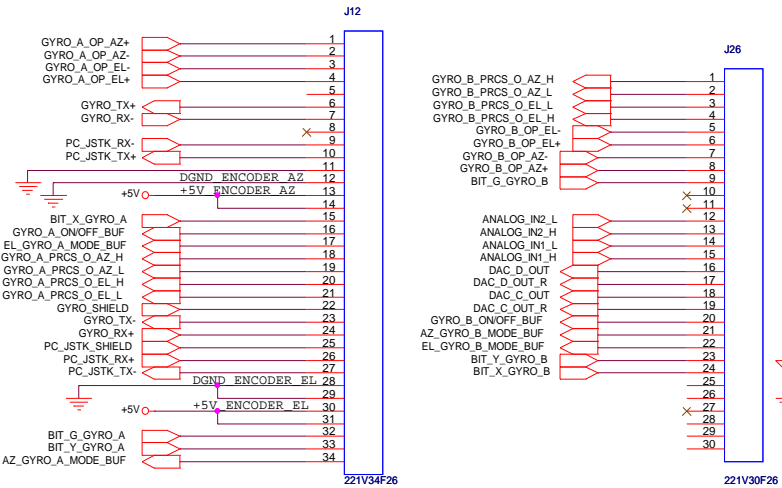 J12
GYRO_A_OP_AZ+ 1
GYRO_A_OP_AZ- 2
GYRO_A_OP_EL- 3
GYRO_A_OP_EL+ 4
5
GYRO_TX+ 6
GYRO_RX- 7
8
PC_JSTK_RX- 9
PC_JSTK_TX+ 10
11
DGND_ENCODER_AZ 12
+5V +5V_ENCODER_AZ 13
14
BIT_X_GYRO_A 15
GYRO_A_ON/OFF_BUF 16
EL_GYRO_A_MODE_BUF 17
GYRO_A_PRCS_O_AZ_H 18
GYRO_A_PRCS_O_AZ_L 19
GYRO_A_PRCS_O_EL_H 20
GYRO_A_PRCS_O_EL_L 21
GYRO_SHIELD 22
GYRO_TX- 23
GYRO_RX+ 24
PC_JSTK_SHIELD 25
PC_JSTK_RX+ 26
PC_JSTK_TX- 27
DGND_ENCODER_EL 28
29
+5V +5V_ENCODER_EL 30
31
BIT_G_GYRO_A 32
BIT_Y_GYRO_A 33
AZ_GYRO_A_MODE_BUF 34
221V34F26
J26
GYRO_B_PRCS_O_AZ_H 1
GYRO_B_PRCS_O_AZ_L 2
GYRO_B_PRCS_O_EL_L 3
GYRO_B_PRCS_O_EL_H 4
GYRO_B_OP_EL- 5
GYRO_B_OP_EL+ 6
GYRO_B_OP_AZ- 7
GYRO_B_OP_AZ+ 8
BIT_G_GYRO_B 9
10
11
ANALOG_IN2_L 12
ANALOG_IN2_H 13
ANALOG_IN1_L 14
ANALOG_IN1_H 15
DAC_D_OUT 16
DAC_D_OUT_R 17
DAC_C_OUT 18
DAC_C_OUT_R 19
GYRO_B_ON/OFF_BUF 20
AZ_GYRO_B_MODE_BUF 21
EL_GYRO_B_MODE_BUF 22
BIT_Y_GYRO_B 23
BIT_X_GYRO_B 24
25
26
27
28
29
30
221V30F26